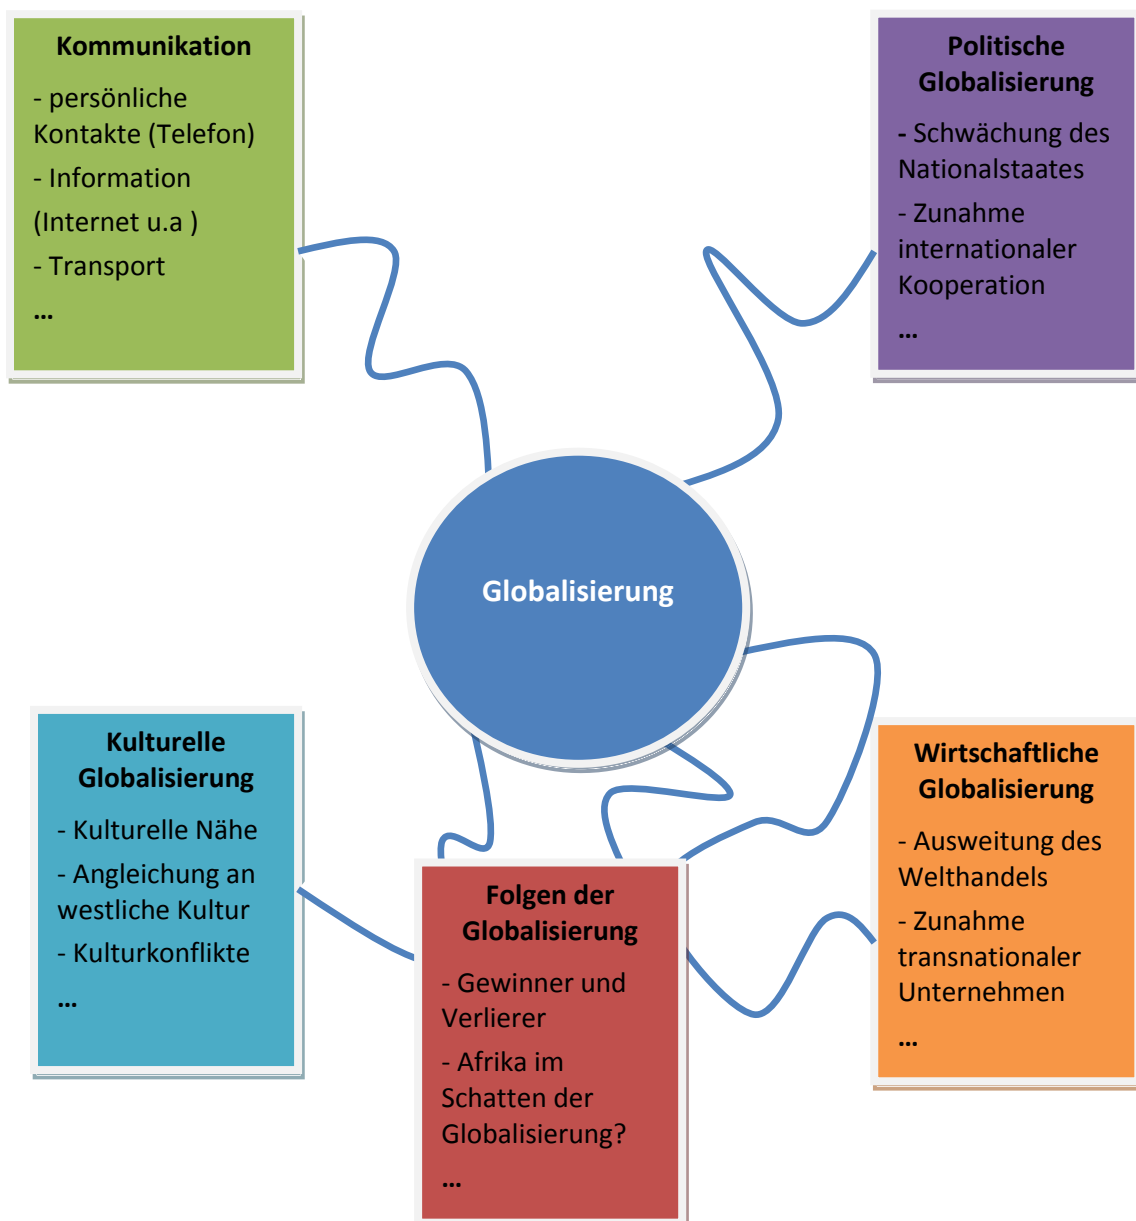 Kommunikation
- persönliche
Kontakte (Telefon)
- Information
(Internet u.a )
- Transport
...
Politische
Globalisierung
- Schwächung des
Nationalstaates
- Zunahme
internationaler
Kooperation
...
Globalisierung
Kulturelle
Globalisierung
- Kulturelle Nähe
- Angleichung an
westliche Kultur
- Kulturkonflikte
...
Folgen der
Globalisierung
- Gewinner und
Verlierer
- Afrika im
Schatten der
Globalisierung?
...
Wirtschaftliche
Globalisierung
- Ausweitung des
Welthandels
- Zunahme
transnationaler
Unternehmen
...